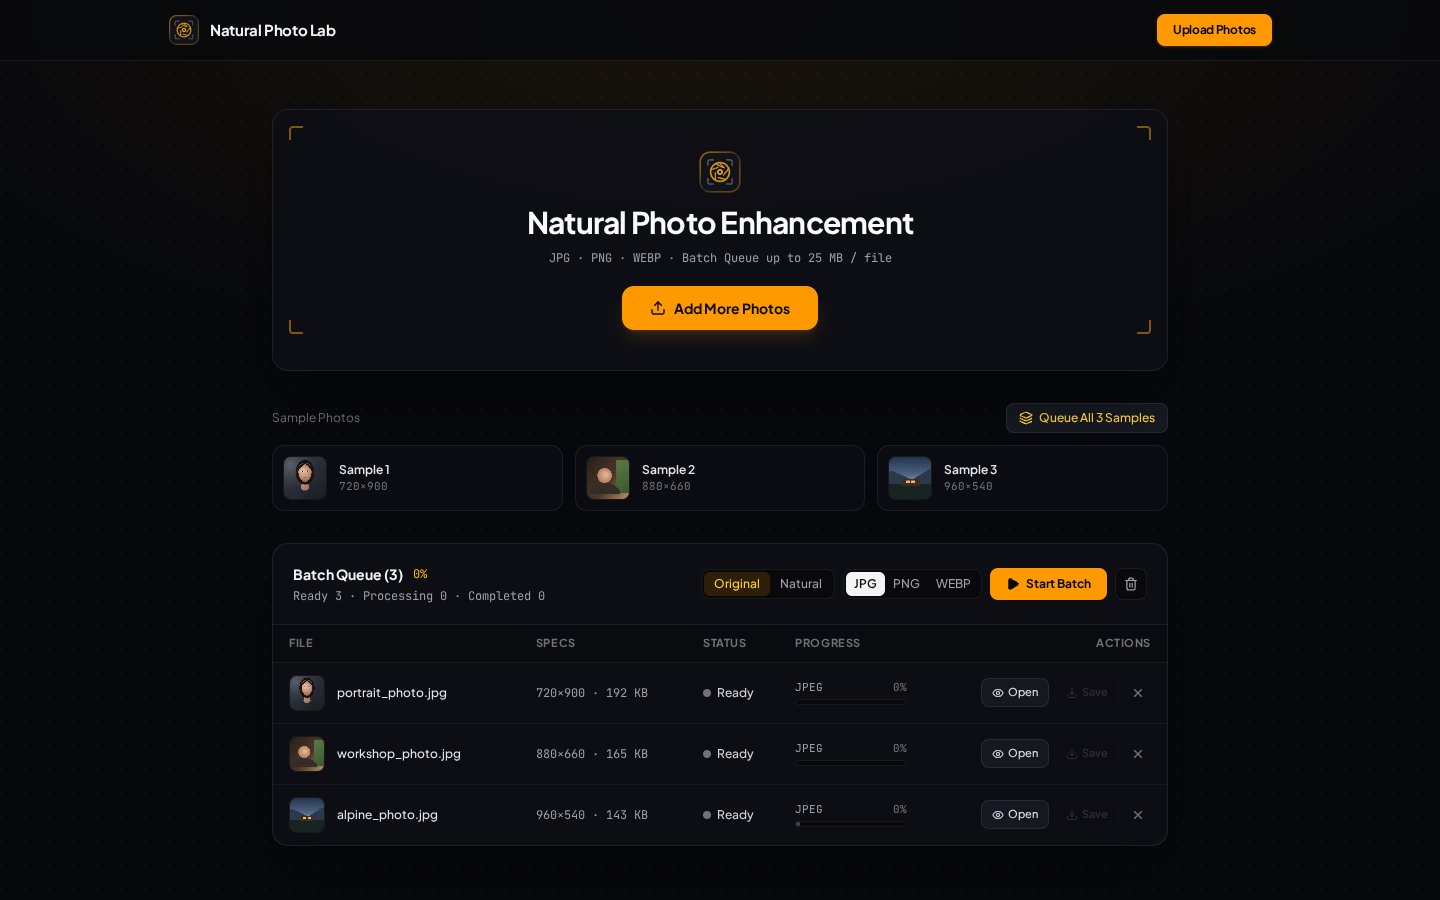 Natural Photo Lab
Upload Photos
Natural Photo Enhancement
JPG · PNG · WEBP · Batch Queue up to 25 MB / file
Add More Photos
Sample Photos
Queue All 3 Samples
Sample 1
720×900
Sample 2
880×660
Sample 3
960×540
Batch Queue (3) 0%
Ready 3 · Processing 0 · Completed 0
Original Natural JPG PNG WEBP Start Batch
FILE SPECS STATUS PROGRESS ACTIONS
portrait_photo.jpg 720×900 · 192 KB Ready JPEG 0% Open Save
workshop_photo.jpg 880×660 · 165 KB Ready JPEG 0% Open Save
alpine_photo.jpg 960×540 · 143 KB Ready JPEG 0% Open Save